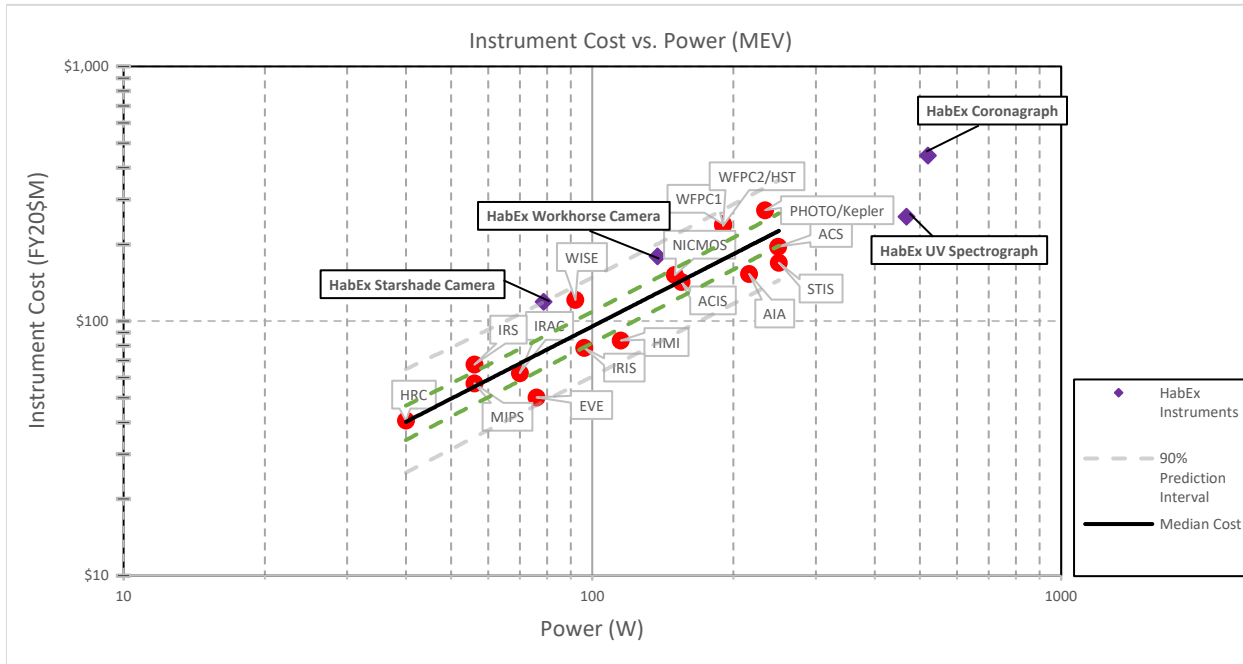 Instrument Cost vs. Power (MEV)
$1,000
HabEx Coronagraph
WFPC2/HST
WFPC1
PHOTO/Kepler
HabEx Workhorse Camera
ACS
NICMOS
HabEx UV Spectrograph
WISE
HabEx Starshade Camera
STIS
ACIS
AIA
$100
IRS
IRAC
HMI
IRIS
HRC
MIPS
EVE
Instrument Cost (FY20$M)
HabEx
Instruments
90%
Prediction
Interval
Median Cost
$10
10
100
1000
Power (W)